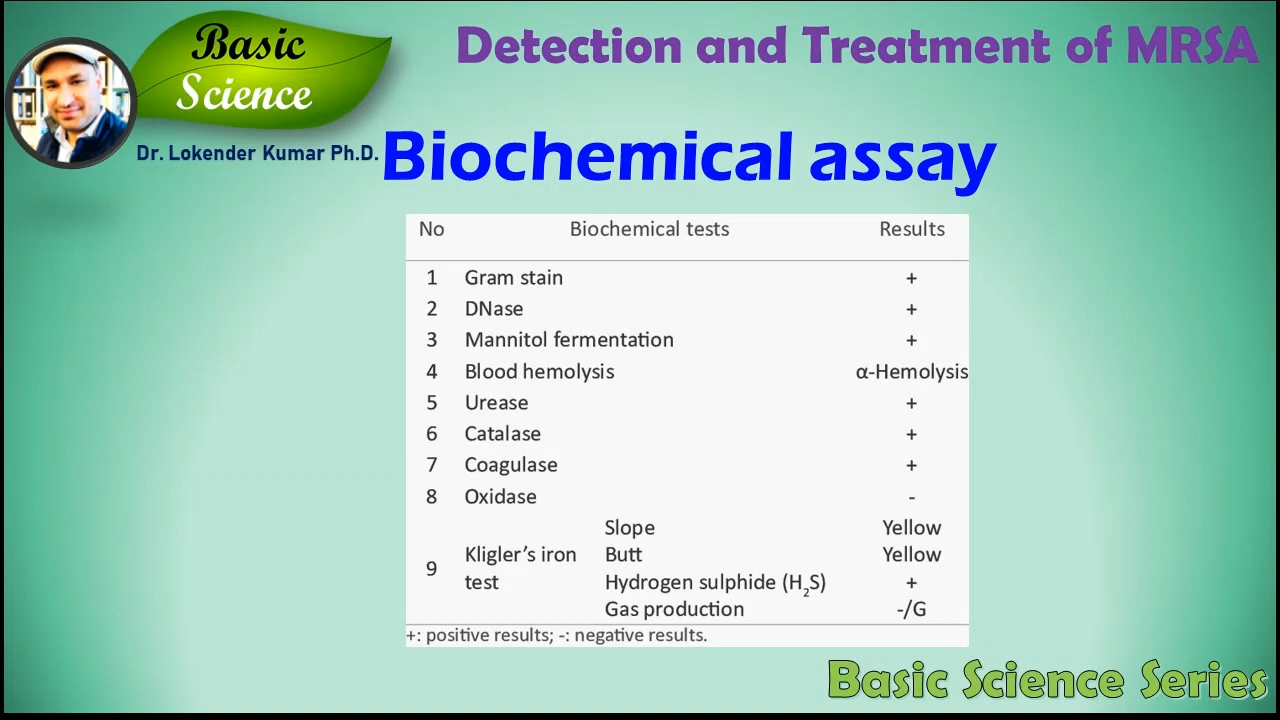 Basic
Science
Dr. Lokender Kumar Ph.D.
Detection and Treatment of MRSA
Biochemical assay
No Biochemical tests Results
1 Gram stain +
2 DNase +
3 Mannitol fermentation +
4 Blood hemolysis α-Hemolysis
5 Urease +
6 Catalase +
7 Coagulase +
8 Oxidase -
9 Kligler’s iron test
Slope Yellow
Butt Yellow
Hydrogen sulphide (H₂S) +
Gas production -/G
+: positive results; -: negative results.
Basic Science Series